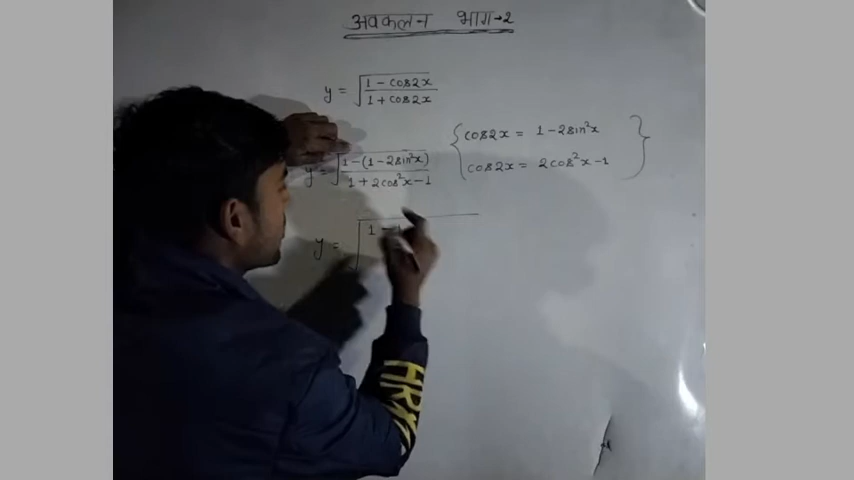 अवकलन भाग→2
y = √(1 - cos2x / 1 + cos2x)
y = √(1-(1-2sin²x) / 1+2cos²x-1)
{ cos2x = 1-2sin²x
cos2x = 2cos²x-1 }
y = √1 -
HRX